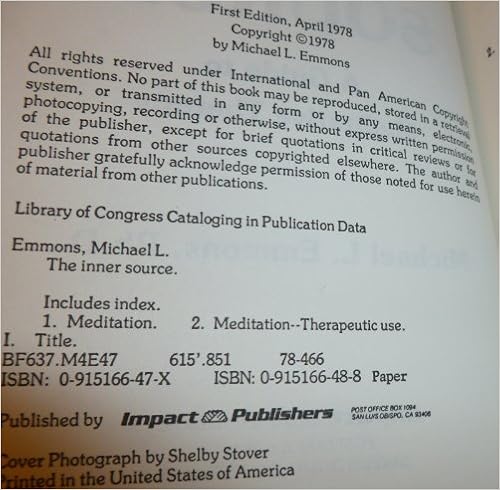 First Edition, April 1978
Copyright ©1978
by Michael L. Emmons
All rights reserved under International and Pan American Copyright
Conventions. No part of this book may be reproduced, stored in a retrieval
system, or transmitted in any form or by any means, electronic,
photocopying, recording or otherwise, without express written permission
of the publisher, except for brief quotations in critical reviews or for
quotations from other sources copyrighted elsewhere. The author and
publisher gratefully acknowledge permission of those noted for use herein
of material from other publications.
Library of Congress Cataloging in Publication Data
Emmons, Michael L.
The inner source.
Includes index.
1. Meditation. 2. Meditation--Therapeutic use.
I. Title.
BF637.M4E47 615'.851 78-466
ISBN: 0-915166-47-X ISBN: 0-915166-48-8 Paper
Published by Impact Publishers POST OFFICE BOX 1094
SAN LUIS OBISPO, CA 93406
Cover Photograph by Shelby Stover
Printed in the United States of America